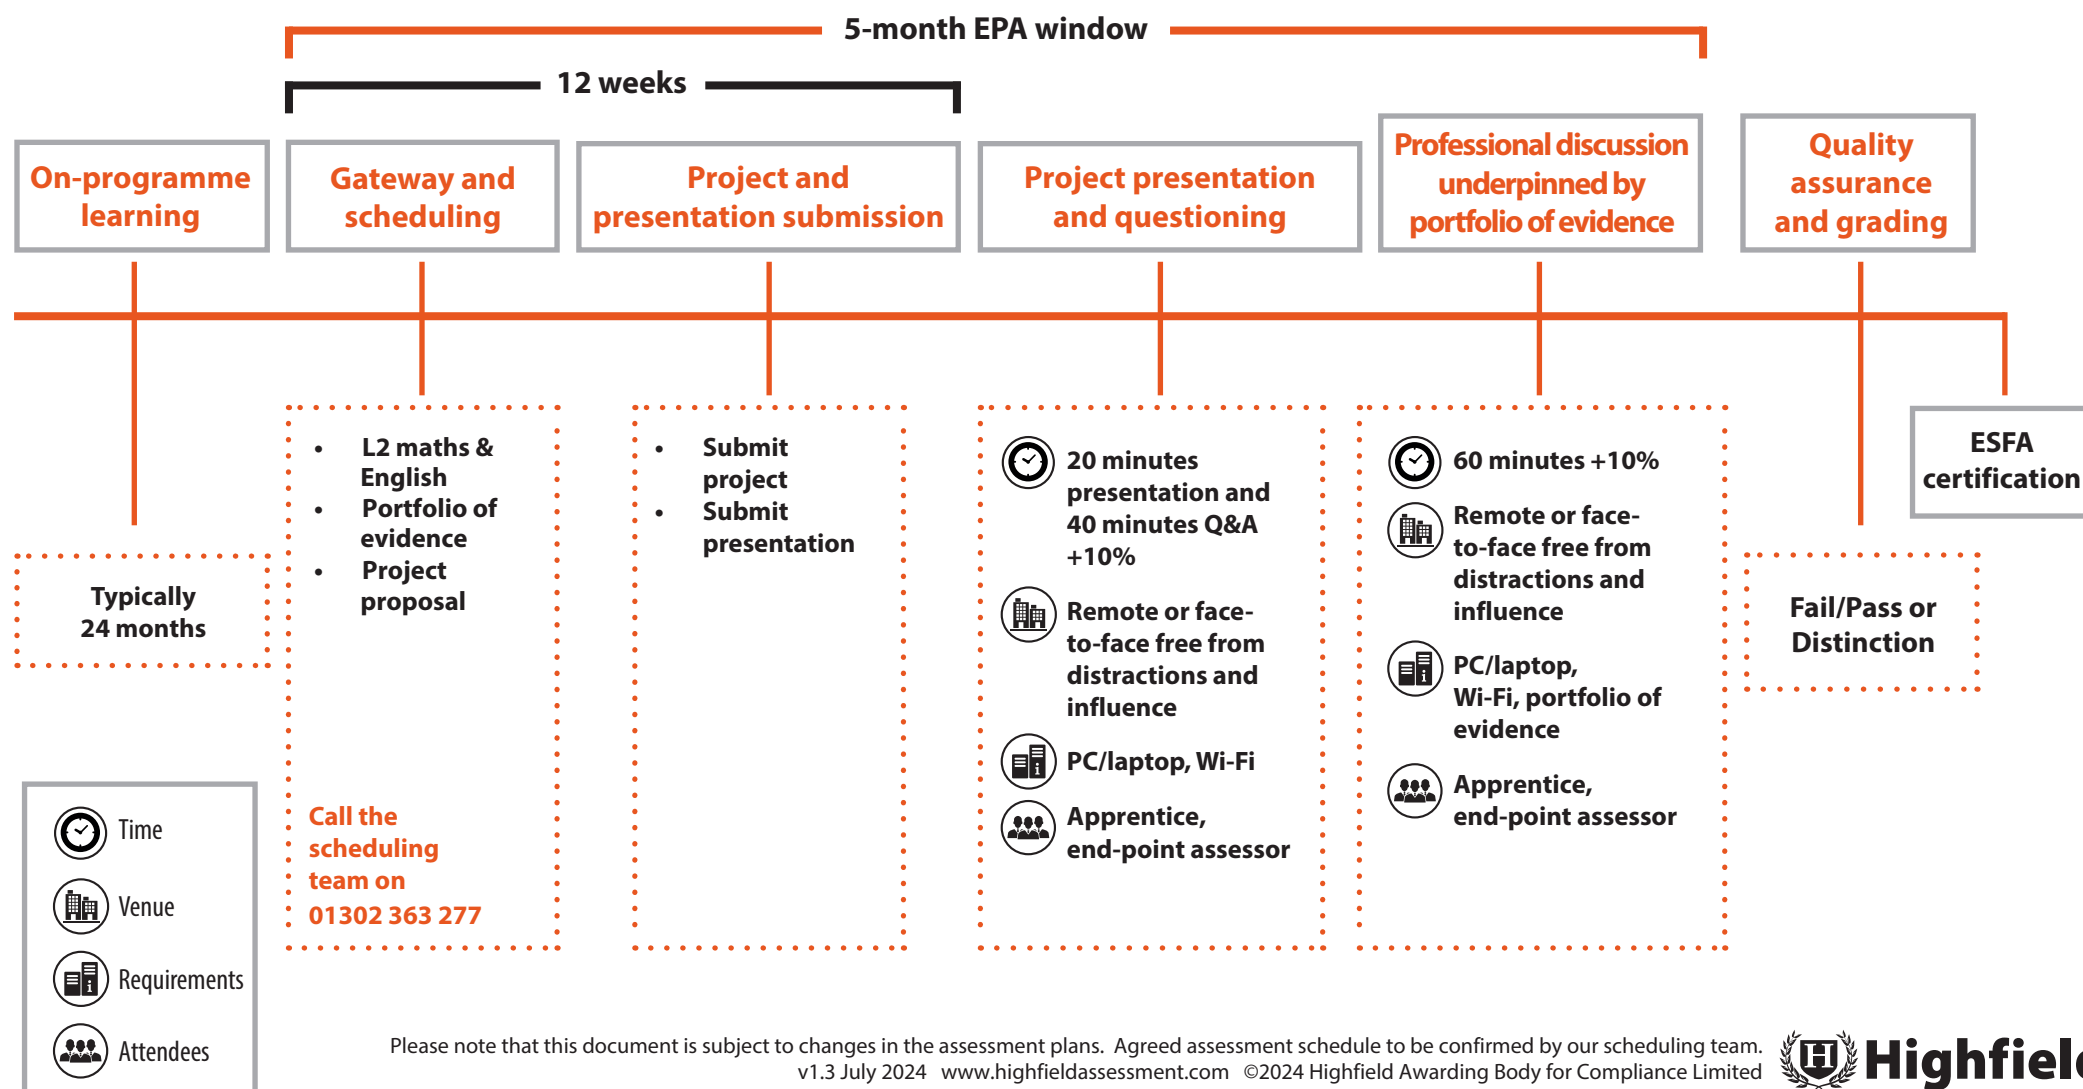 5-month EPA window
12 weeks
On-programme
learning
Gateway and
scheduling
Project and
presentation submission
Project presentation
and questioning
Professional discussion
underpinned by
portfolio of evidence
Quality
assurance
and grading
Typically
24 months
• L2 maths &
English
• Portfolio of
evidence
• Project
proposal
Call the
scheduling
team on
01302 363 277
• Submit
project
• Submit
presentation
20 minutes
presentation and
40 minutes Q&A
+10%
Remote or face-
to-face free from
distractions and
influence
PC/laptop, Wi-Fi
Apprentice,
end-point assessor
60 minutes +10%
Remote or face-
to-face free from
distractions and
influence
PC/laptop,
Wi-Fi, portfolio of
evidence
Apprentice,
end-point assessor
Fail/Pass or
Distinction
ESFA
certification
Time
Venue
Requirements
Attendees
Please note that this document is subject to changes in the assessment plans. Agreed assessment schedule to be confirmed by our scheduling team.
v1.3 July 2024 www.highfieldassessment.com ©2024 Highfield Awarding Body for Compliance Limited
H Highfield